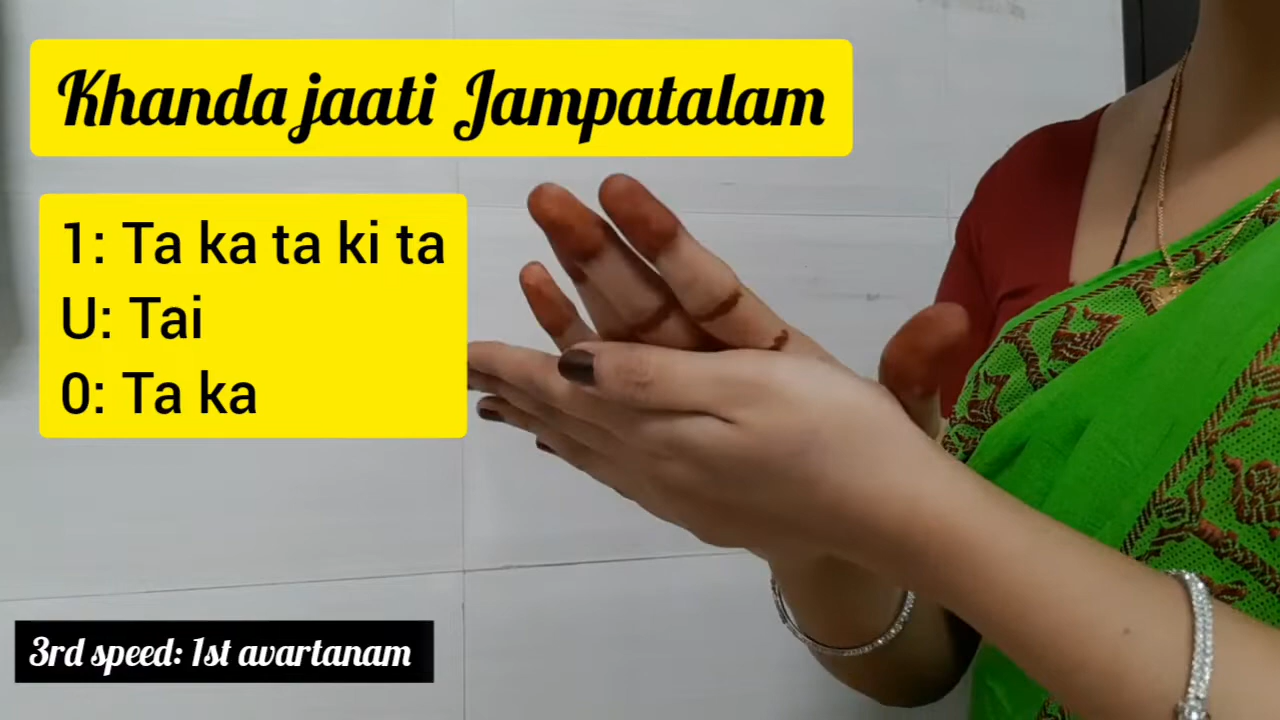 Khanda jaati Jampatalam
1: Ta ka ta ki ta
U: Tai
0: Ta ka
3rd speed: 1st avartanam